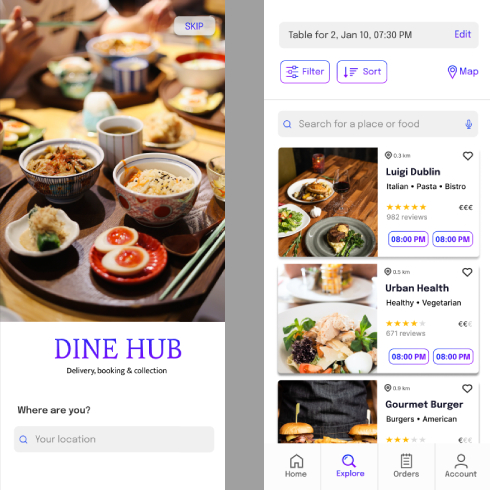 SKIP
DINE HUB
Delivery, booking & collection
Where are you?
Your location
Table for 2, Jan 10, 07:30 PM Edit
Filter Sort Map
Search for a place or food
0.3 km
Luigi Dublin
Italian • Pasta • Bistro
€€€
982 reviews
08:00 PM 08:00 PM
0.5 km
Urban Health
Healthy • Vegetarian
€€€
671 reviews
08:00 PM 08:00 PM
0.9 km
Gourmet Burger
Burgers • American
€€€
Home Explore Orders Account